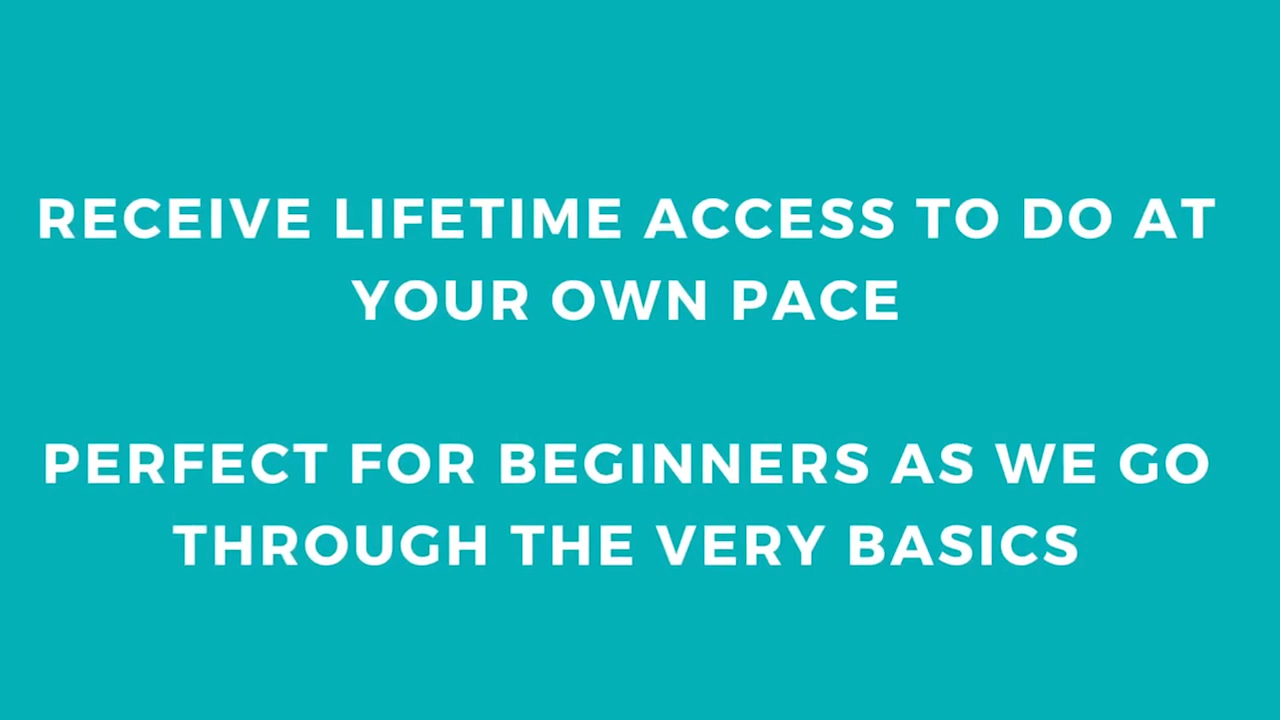 RECEIVE LIFETIME ACCESS TO DO AT
YOUR OWN PACE
PERFECT FOR BEGINNERS AS WE GO
THROUGH THE VERY BASICS